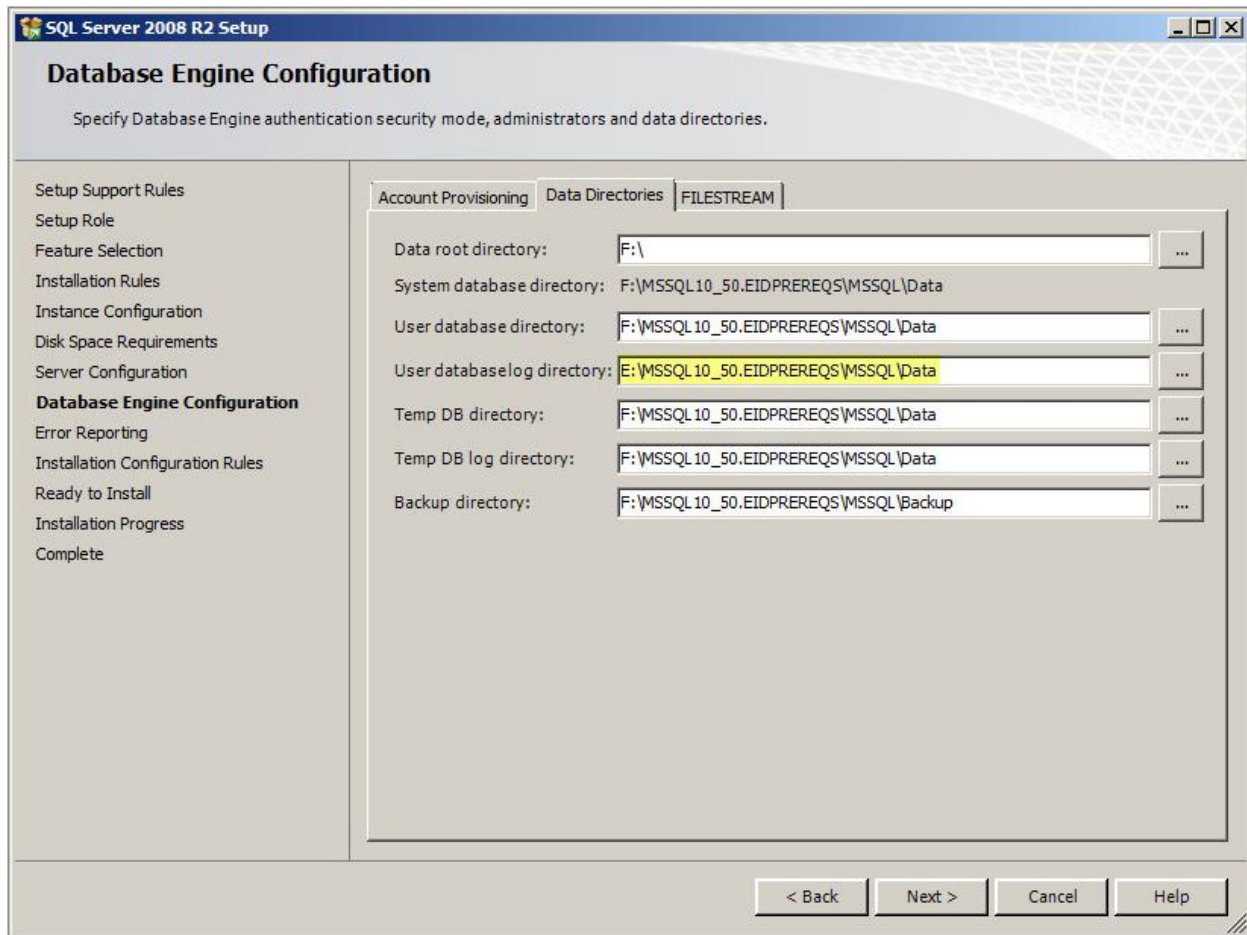 SQL Server 2008 R2 Setup
Database Engine Configuration
Specify Database Engine authentication security mode, administrators and data directories.
Setup Support Rules
Setup Role
Feature Selection
Installation Rules
Instance Configuration
Disk Space Requirements
Server Configuration
Database Engine Configuration
Error Reporting
Installation Configuration Rules
Ready to Install
Installation Progress
Complete
Account Provisioning Data Directories FILESTREAM
Data root directory: F:\ ...
System database directory: F:\MSSQL10_50.EIDPREREQS\MSSQL\Data
User database directory: F:\MSSQL10_50.EIDPREREQS\MSSQL\Data ...
User database log directory: E:\MSSQL10_50.EIDPREREQS\MSSQL\Data ...
Temp DB directory: F:\MSSQL10_50.EIDPREREQS\MSSQL\Data ...
Temp DB log directory: F:\MSSQL10_50.EIDPREREQS\MSSQL\Data ...
Backup directory: F:\MSSQL10_50.EIDPREREQS\MSSQL\Backup ...
< Back Next > Cancel Help